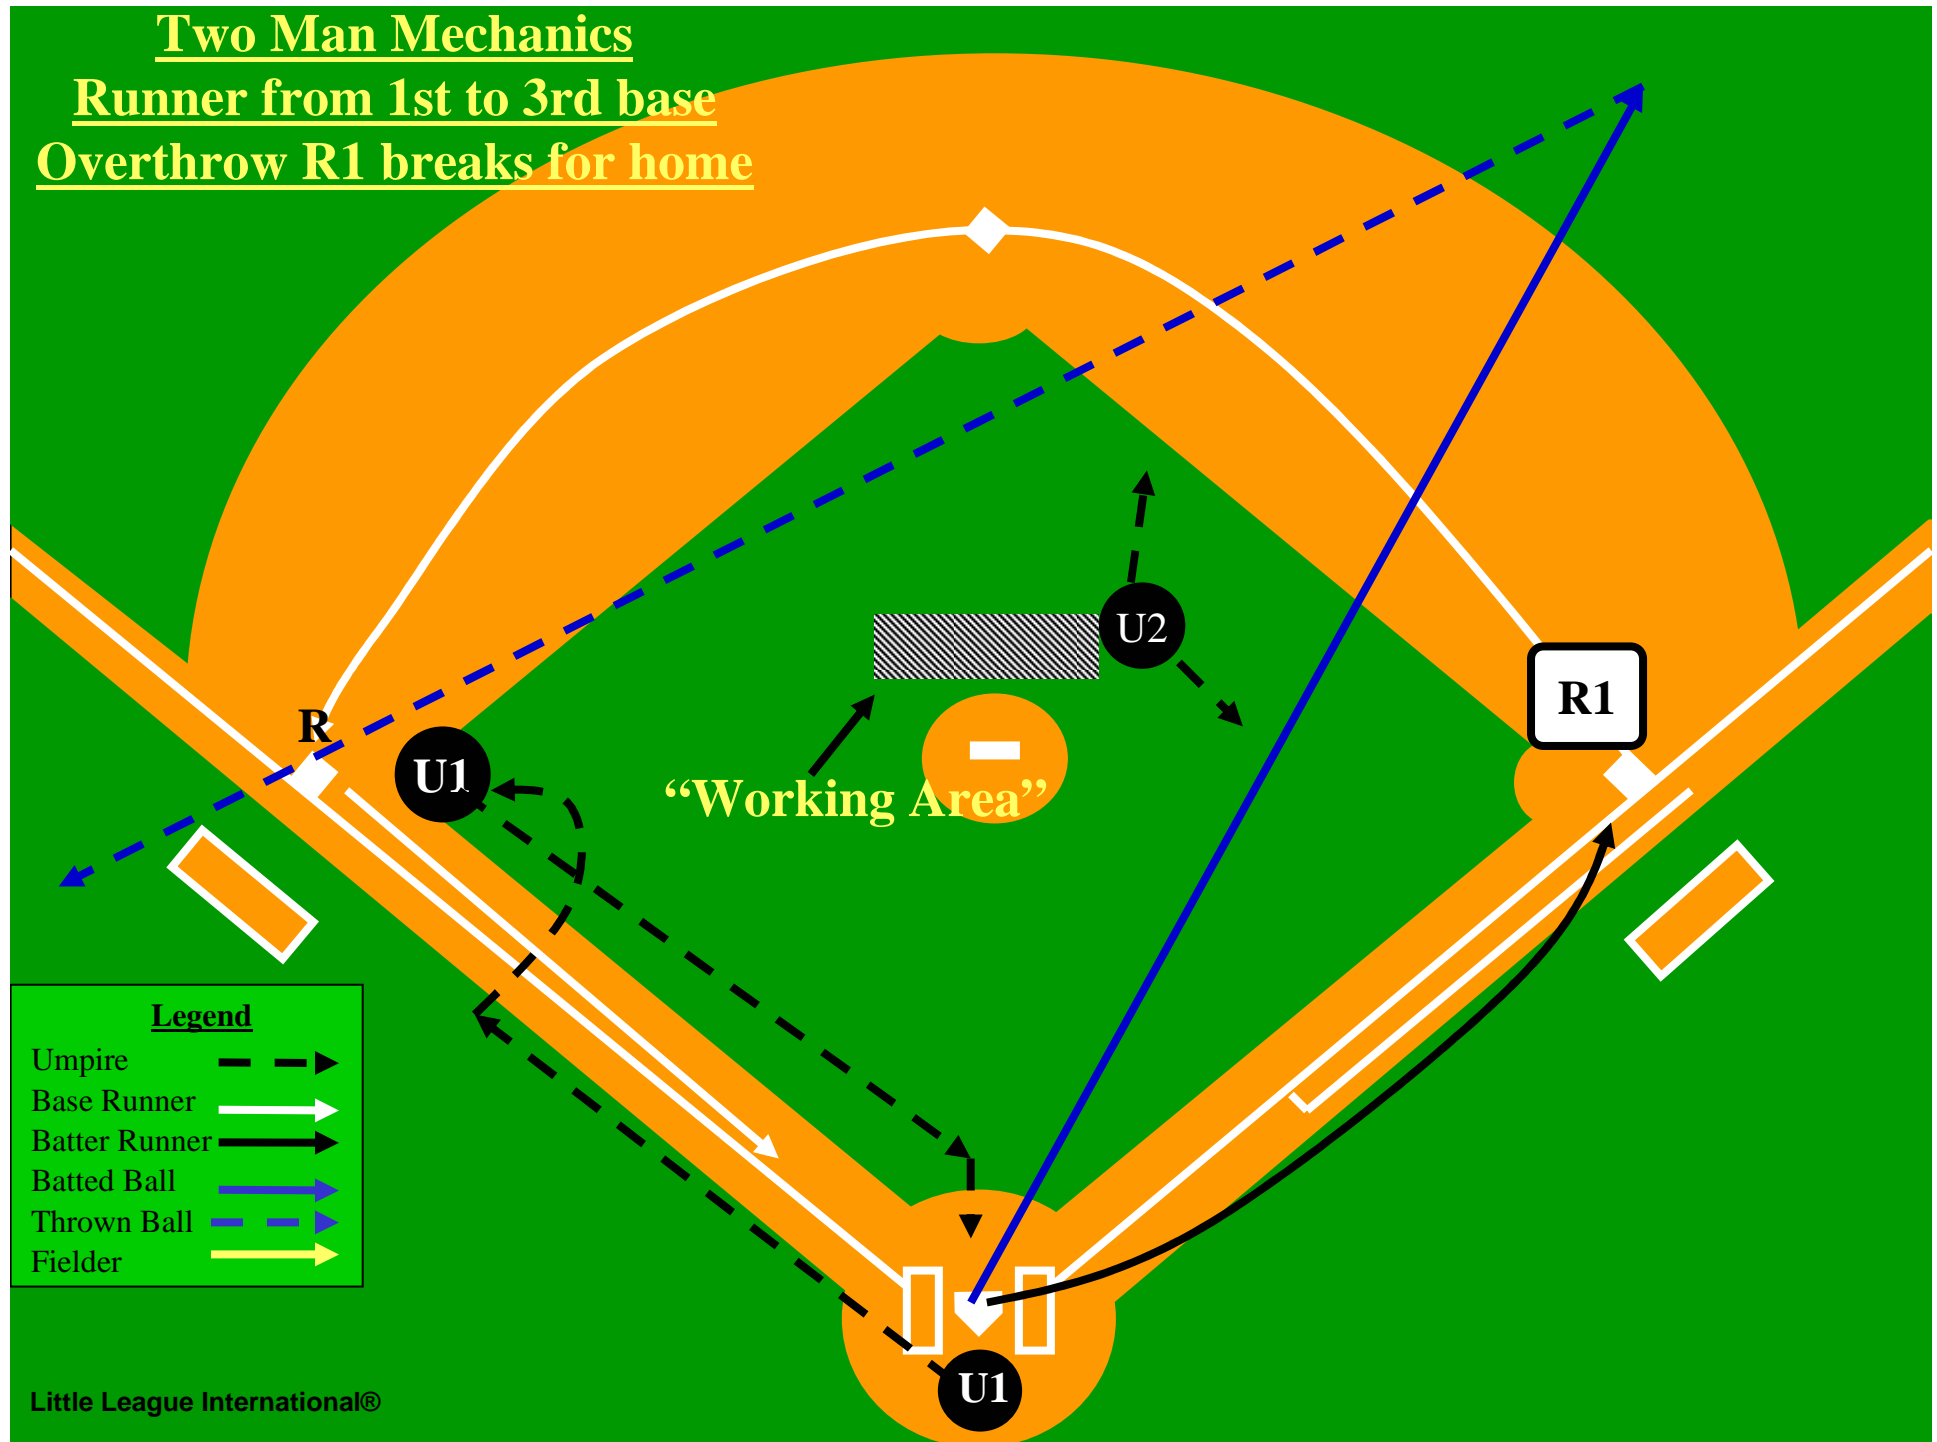 Two Man Mechanics
Runner from 1st to 3rd base
Overthrow R1 breaks for home
U2
R1
R
U1
“Working Area”
Legend
Umpire
Base Runner
Batter Runner
Batted Ball
Thrown Ball
Fielder
U1
Little League International®